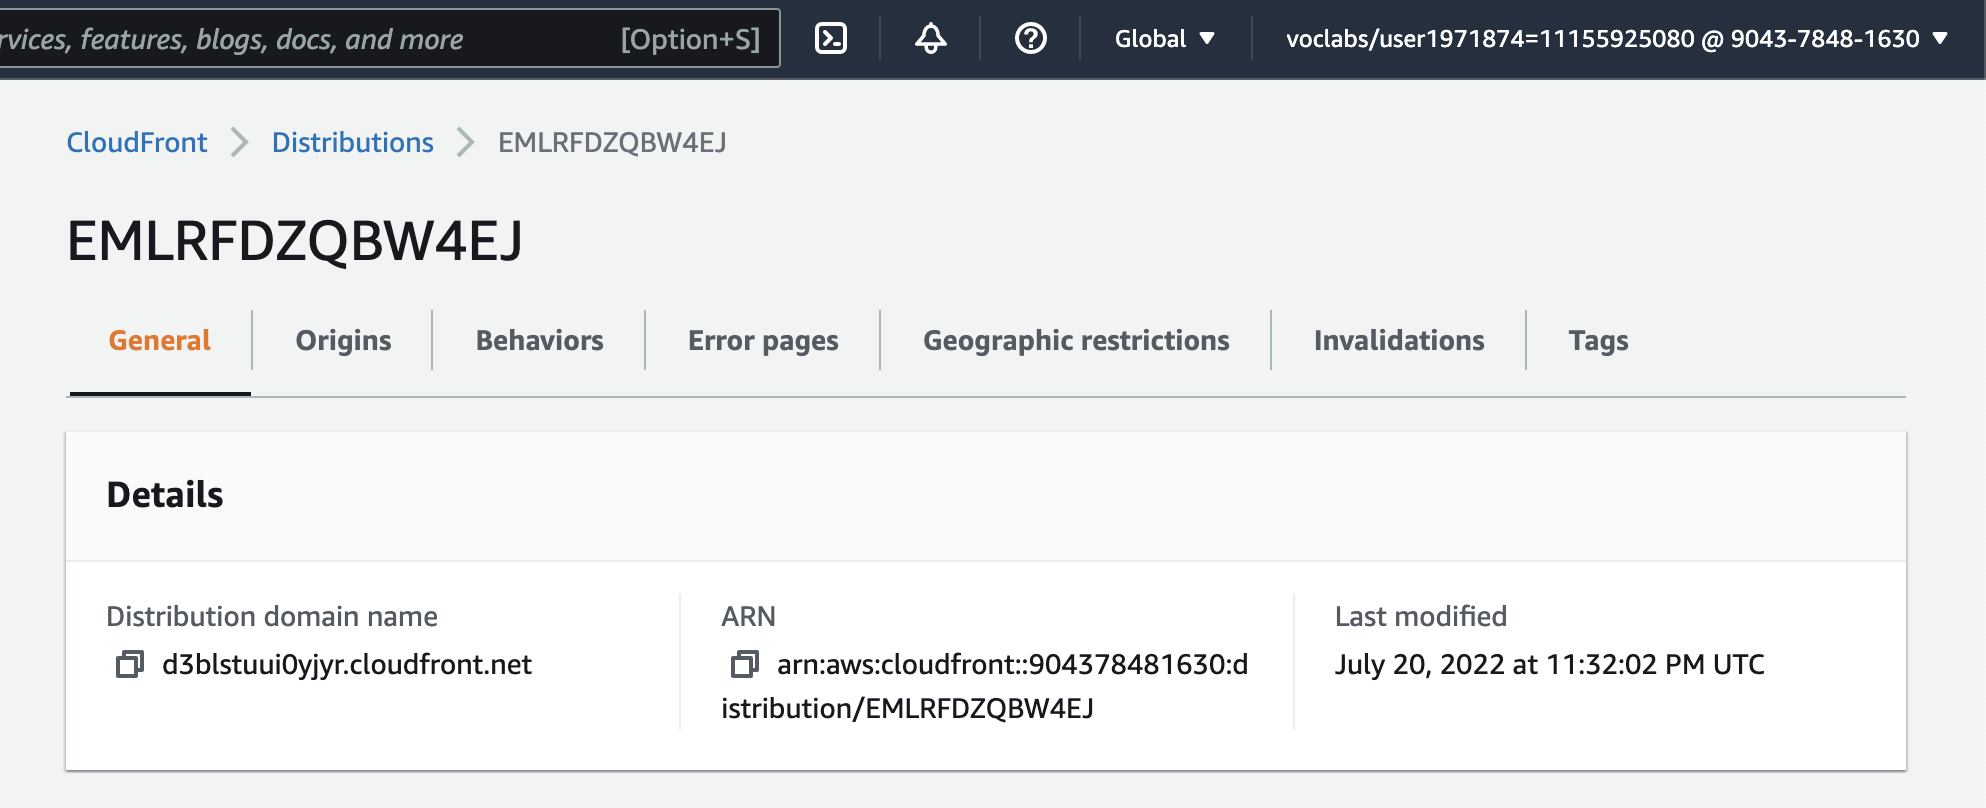 rvices, features, blogs, docs, and more [Option+S] Global voclabs/user1971874=11155925080 @ 9043-7848-1630
CloudFront Distributions EMLRFDZQBW4EJ
EMLRFDZQBW4EJ
General Origins Behaviors Error pages Geographic restrictions Invalidations Tags
Details
Distribution domain name
d3blstuui0yjyr.cloudfront.net
ARN
arn:aws:cloudfront::904378481630:d
istribution/EMLRFDZQBW4EJ
Last modified
July 20, 2022 at 11:32:02 PM UTC